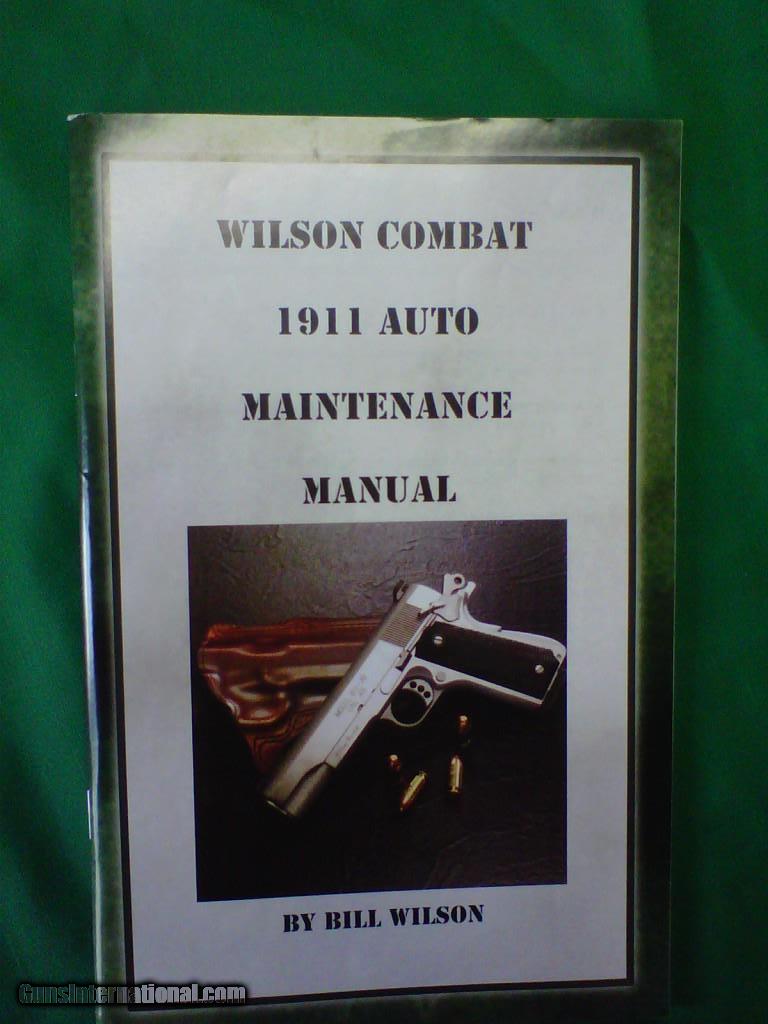 WILSON COMBAT
1911 AUTO
MAINTENANCE
MANUAL
BY BILL WILSON
GunsInternational.com